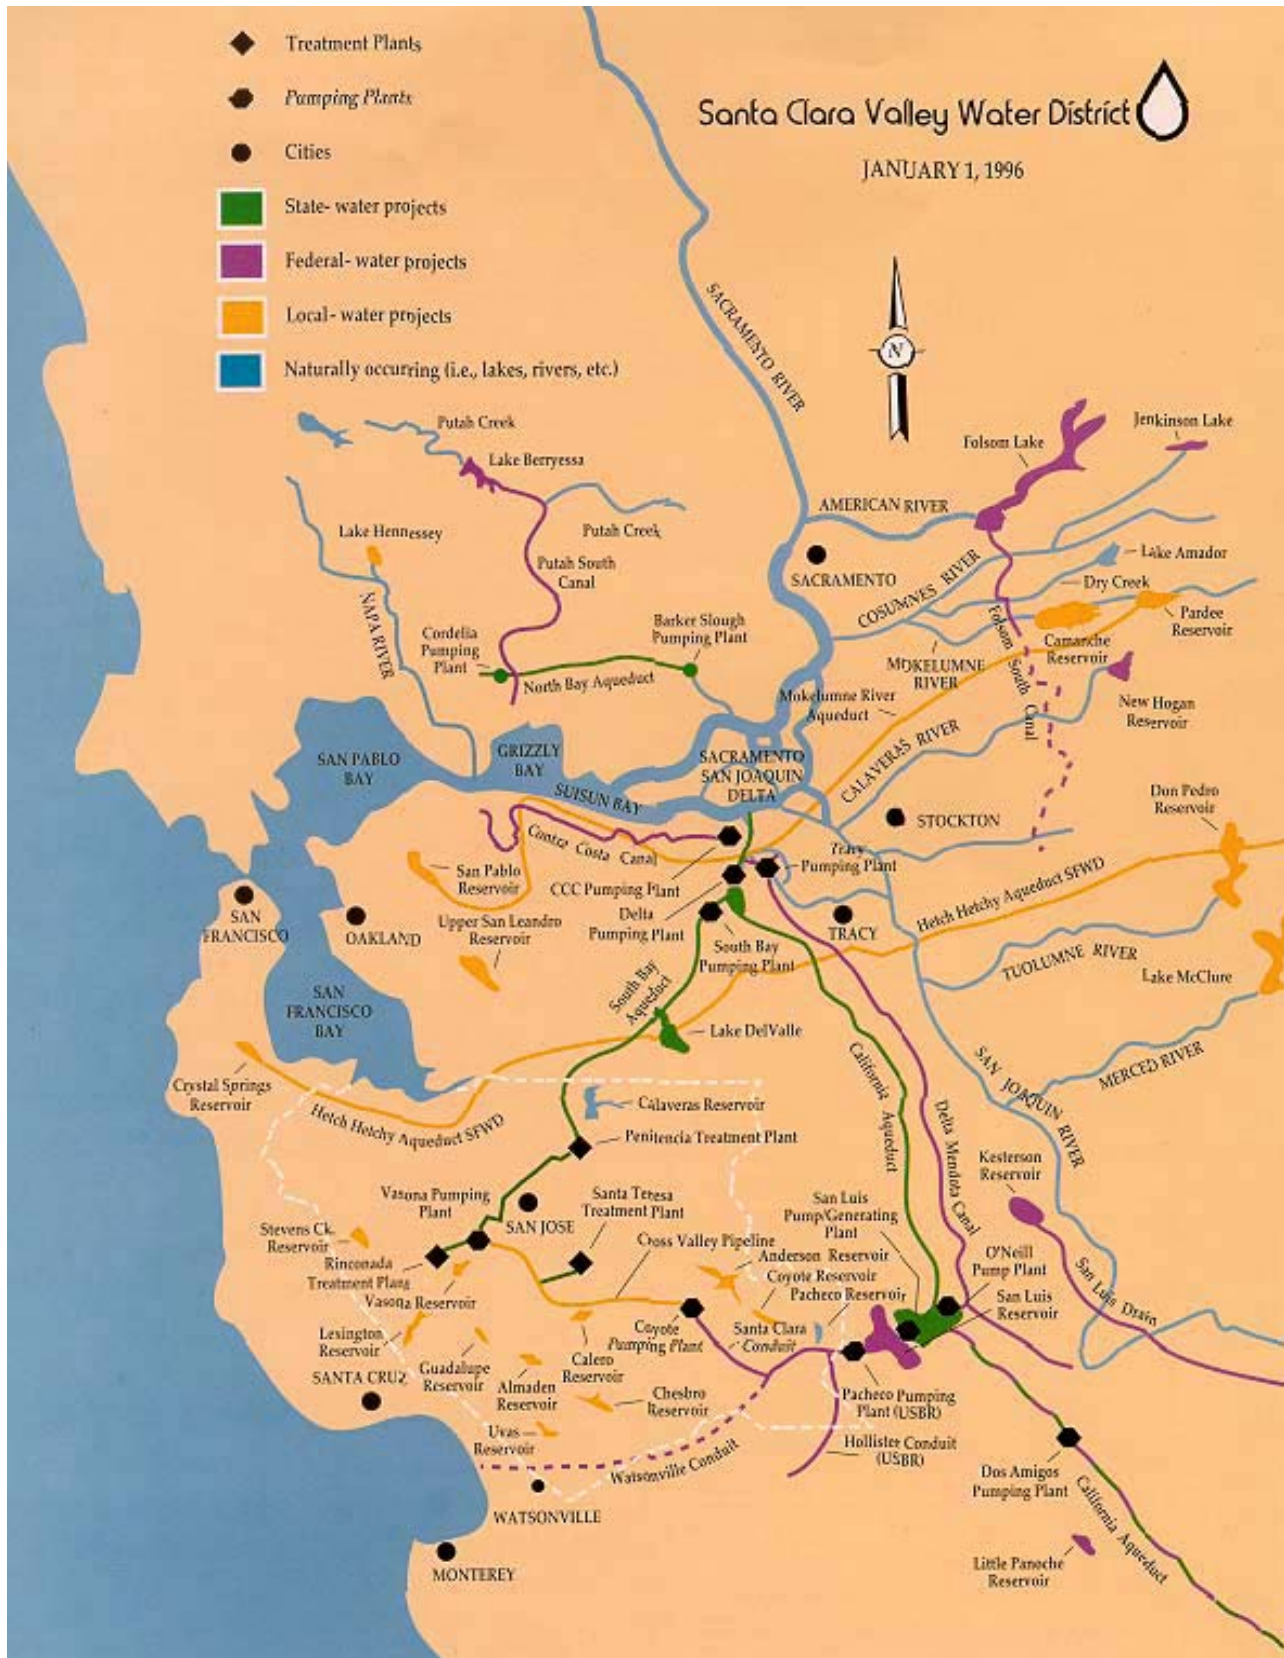 Treatment Plants
Pumping Plants
Cities
State- water projects
Federal- water projects
Local- water projects
Naturally occurring (i.e., lakes, rivers, etc.)
Santa Clara Valley Water District
JANUARY 1, 1996
N
SACRAMENTO RIVER
Putah Creek
Lake Berryessa
Putah Creek
Lake Hennessey
Putah South
Canal
NAPA RIVER
Cordelia
Pumping
Plant
Barker Slough
Pumping Plant
North Bay Aqueduct
Folsom Lake
Jenkinson Lake
AMERICAN RIVER
SACRAMENTO
Lake Amador
COSUMNES RIVER
Dry Creek
Folsom South Canal
Pardee
Reservoir
Camanche
Reservoir
MOKELUMNE
RIVER
Mokelumne River
Aqueduct
New Hogan
Reservoir
CALAVERAS RIVER
SAN PABLO
BAY
GRIZZLY
BAY
SUISUN BAY
SACRAMENTO
SAN JOAQUIN
DELTA
STOCKTON
Don Pedro
Reservoir
Contra Costa Canal
Tracy
Pumping Plant
San Pablo
Reservoir
CCC Pumping Plant
Hetch Hetchy Aqueduct SFWD
SAN
FRANCISCO
OAKLAND
Upper San Leandro
Reservoir
Delta
Pumping Plant
TRACY
South Bay
Pumping Plant
TUOLUMNE RIVER
Lake McClure
SAN
FRANCISCO
BAY
South Bay
Aqueduct
Lake DelValle
Crystal Springs
Reservoir
Hetch Hetchy Aqueduct SFWD
Calaveras Reservoir
California Aqueduct
SAN JOAQUIN RIVER
MERCED RIVER
Delta Mendota Canal
Penitencia Treatment Plant
Kesterson
Reservoir
Vasona Pumping
Plant
Santa Teresa
Treatment Plant
San Luis
Pump/Generating
Plant
SAN JOSE
Stevens Ck.
Reservoir
Cross Valley Pipeline
Anderson Reservoir
O'Neill
Pump Plant
Rinconada
Treatment Plant
Coyote Reservoir
Pacheco Reservoir
San Luis
Reservoir
San Luis Drain
Vasona Reservoir
Lexington
Reservoir
Coyote
Pumping Plant
Santa Clara
Conduit
Guadalupe
Reservoir
Calero
Reservoir
SANTA CRUZ
Almaden
Reservoir
Chesbro
Reservoir
Pacheco Pumping
Plant (USBR)
Uvas
Reservoir
Watsonville Conduit
Hollister Conduit
(USBR)
Dos Amigos
Pumping Plant
California Aqueduct
WATSONVILLE
MONTEREY
Little Panoche
Reservoir